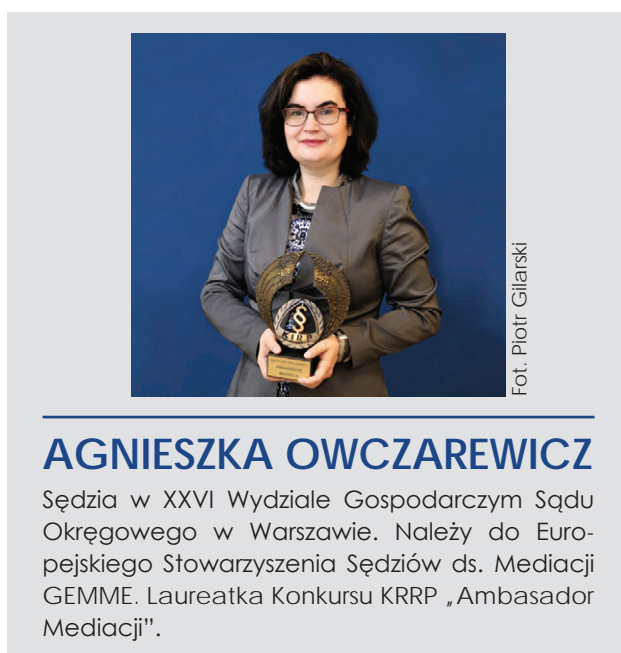 KIRP
Fot. Piotr Gilarski
AGNIESZKA OWCZAREWICZ
Sędzia w XXVI Wydziale Gospodarczym Sądu
Okręgowego w Warszawie. Należy do Euro-
pejskiego Stowarzyszenia Sędziów ds. Mediacji
GEMME. Laureatka Konkursu KRRP „Ambasador
Mediacji”.